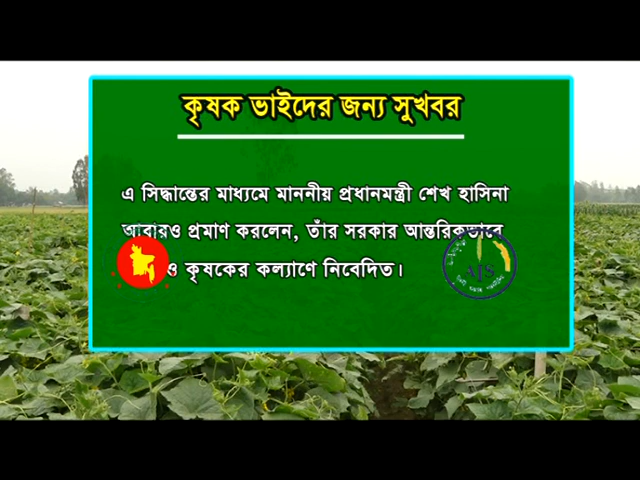 কৃষক ভাইদের জন্য সুখবর
এ সিদ্ধান্তের মাধ্যমে মাননীয় প্রধানমন্ত্রী শেখ হাসিনা
আবারও প্রমাণ করলেন, তাঁর সরকার আন্তরিকভাবে
ও কৃষকের কল্যাণে নিবেদিত।
AIS